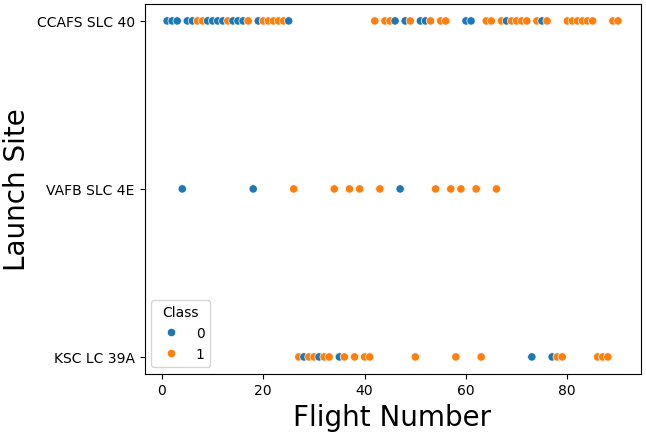 CCAFS SLC 40
VAFB SLC 4E
KSC LC 39A
Launch Site
Class
0
1
0 20 40 60 80
Flight Number